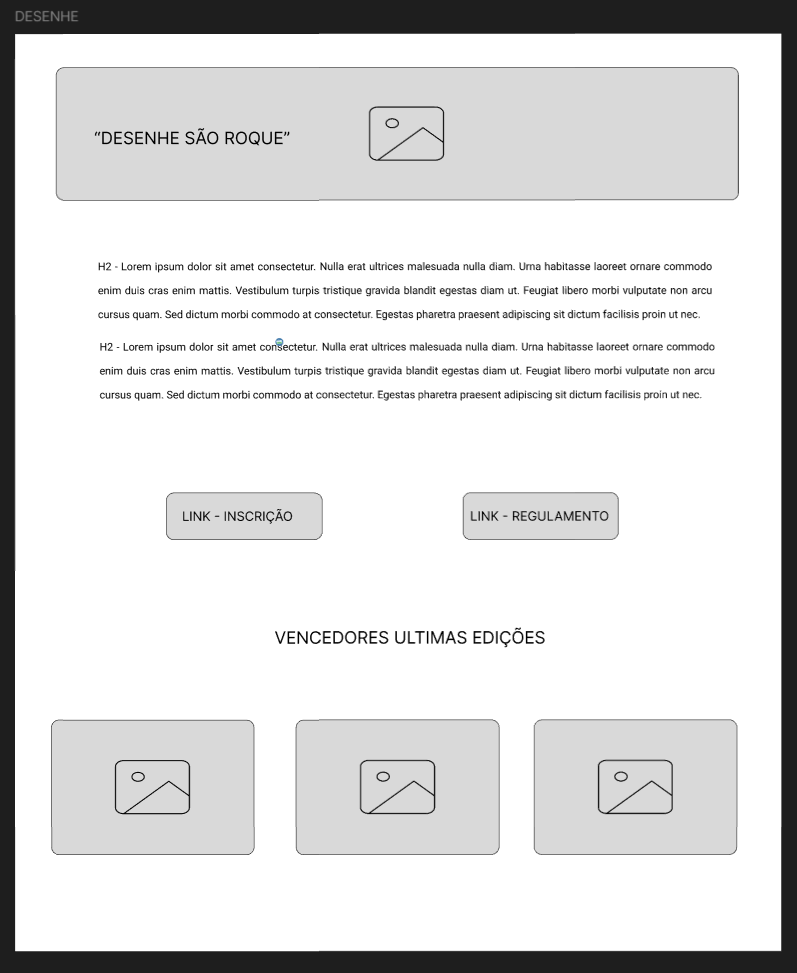 DESENHE
“DESENHE SÃO ROQUE”
H2 - Lorem ipsum dolor sit amet consectetur. Nulla erat ultrices malesuada nulla diam. Urna habitasse laoreet ornare commodo
enim duis cras enim mattis. Vestibulum turpis tristique gravida blandit egestas diam ut. Feugiat libero morbi vulputate non arcu
cursus quam. Sed dictum morbi commodo at consectetur. Egestas pharetra praesent adipiscing sit dictum facilisis proin ut nec.
H2 - Lorem ipsum dolor sit amet consectetur. Nulla erat ultrices malesuada nulla diam. Urna habitasse laoreet ornare commodo
enim duis cras enim mattis. Vestibulum turpis tristique gravida blandit egestas diam ut. Feugiat libero morbi vulputate non arcu
cursus quam. Sed dictum morbi commodo at consectetur. Egestas pharetra praesent adipiscing sit dictum facilisis proin ut nec.
LINK - INSCRIÇÃO
LINK - REGULAMENTO
VENCEDORES ULTIMAS EDIÇÕES